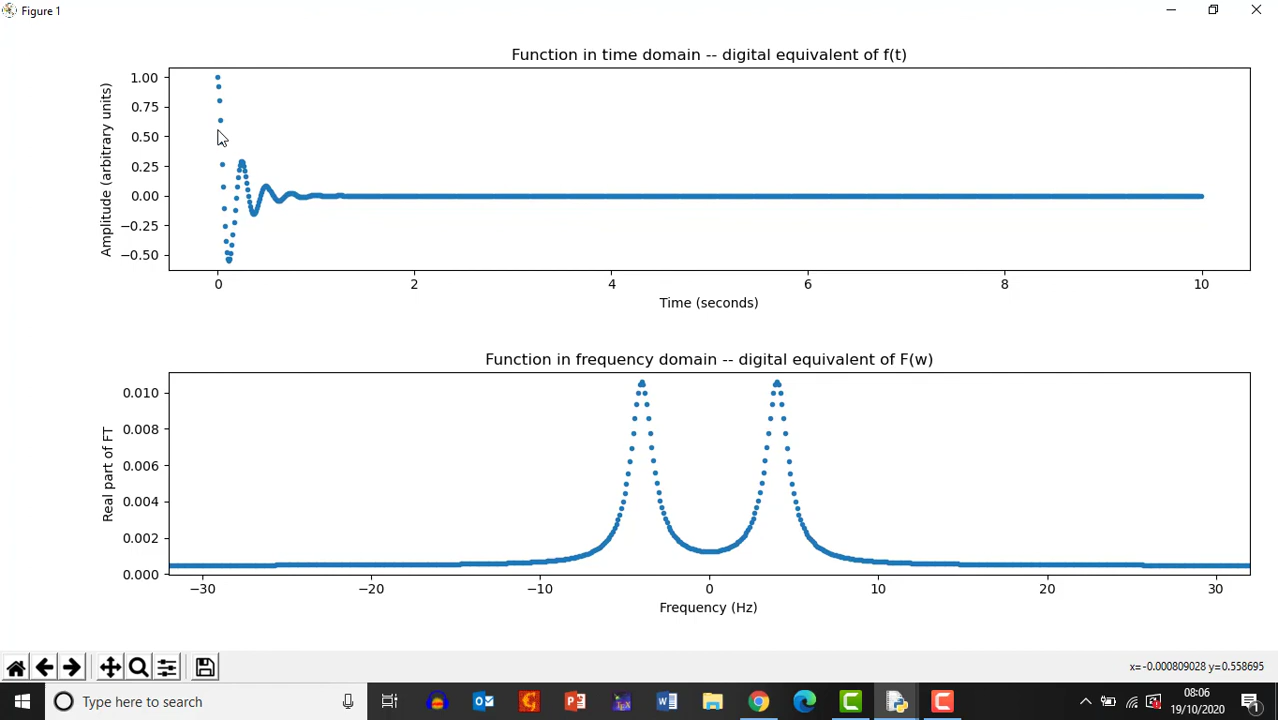 Figure 1
Function in time domain -- digital equivalent of f(t)
Amplitude (arbitrary units)
1.00
0.75
0.50
0.25
0.00
−0.25
−0.50
0 2 4 6 8 10
Time (seconds)
Function in frequency domain -- digital equivalent of F(w)
Real part of FT
0.010
0.008
0.006
0.004
0.002
0.000
−30 −20 −10 0 10 20 30
Frequency (Hz)
x=-0.000809028 y=0.558695
Type here to search
08:06
19/10/2020
1